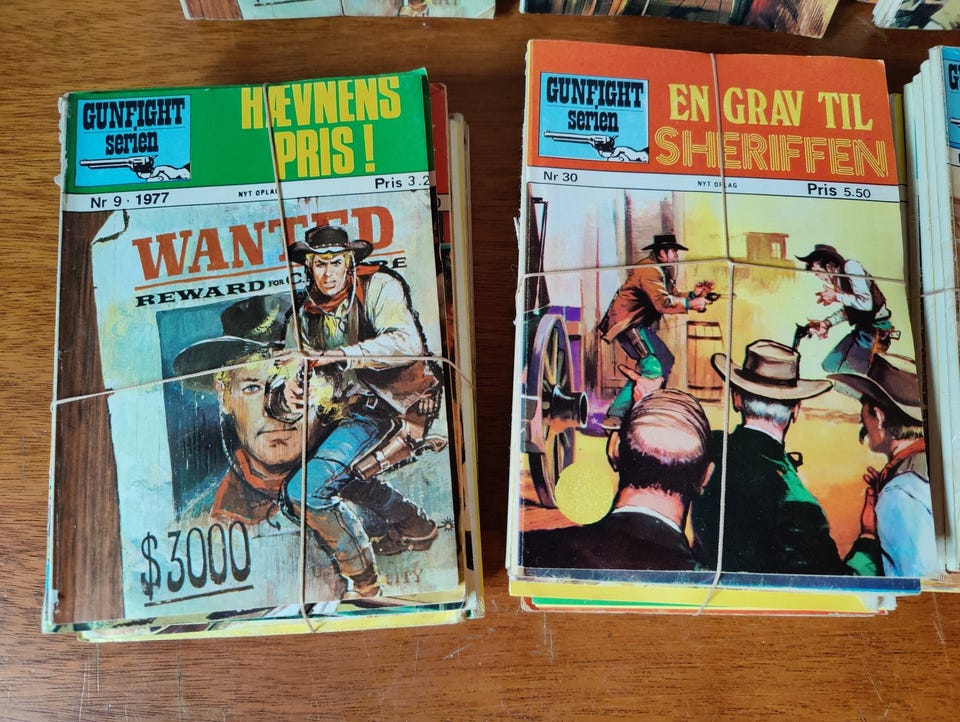 GUNFIGHT
serien
HÆVNENS
PRIS!
Nr 9 · 1977
NYT OPLAG
Pris 3.2
WANTED
REWARD FOR
$3000
CITY
GUNFIGHT
serien
EN GRAV TIL
SHERIFFEN
Nr 30
NYT OPLAG
Pris 5.50